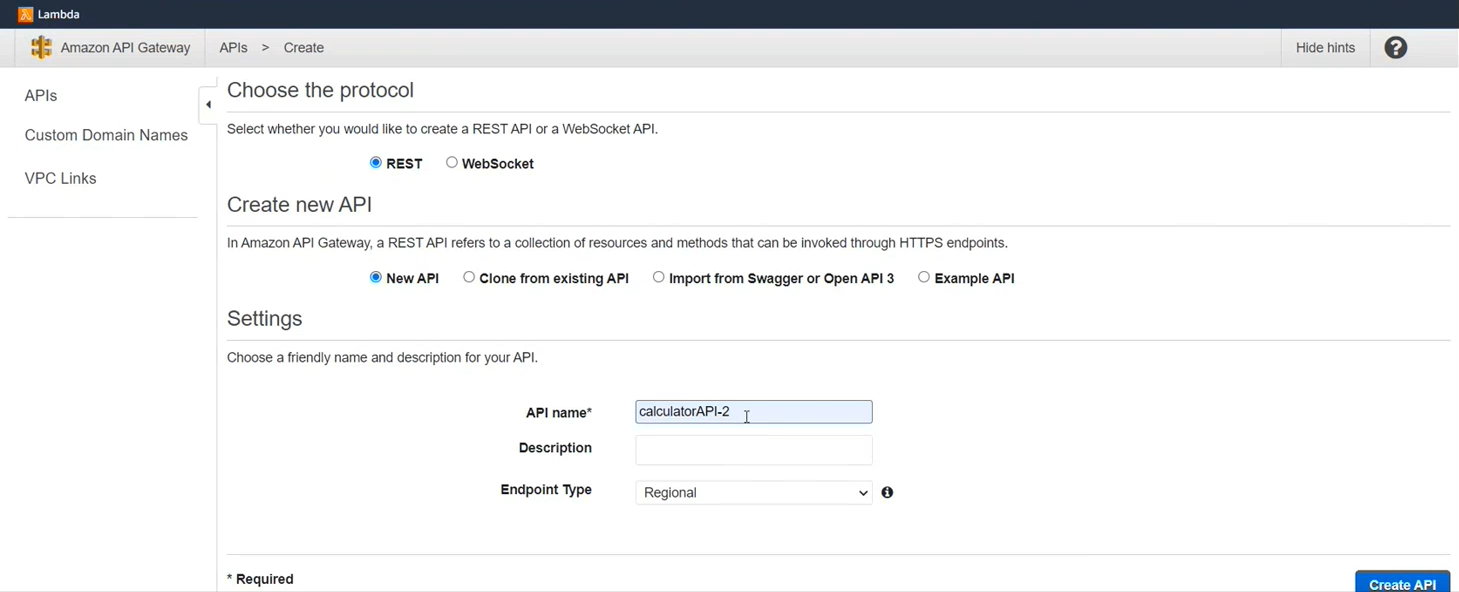 Lambda
Amazon API Gateway APIs > Create Hide hints ?
APIs
Custom Domain Names
VPC Links
Choose the protocol
Select whether you would like to create a REST API or a WebSocket API.
REST WebSocket
Create new API
In Amazon API Gateway, a REST API refers to a collection of resources and methods that can be invoked through HTTPS endpoints.
New API Clone from existing API Import from Swagger or Open API 3 Example API
Settings
Choose a friendly name and description for your API.
API name* calculatorAPI-2
Description
Endpoint Type Regional
* Required
Create API